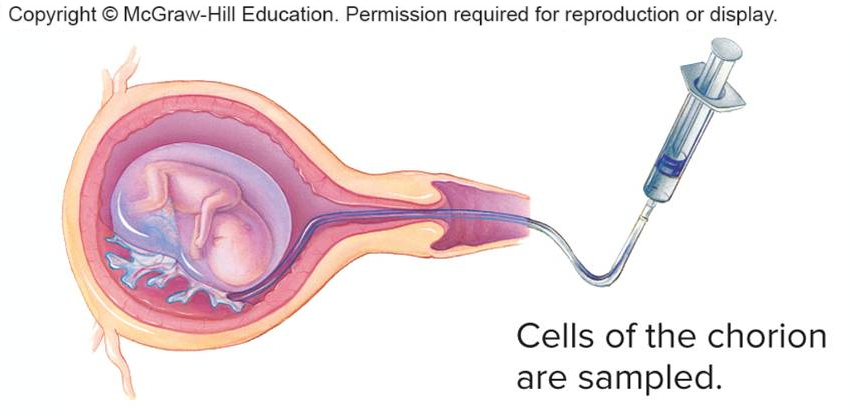 Copyright © McGraw-Hill Education. Permission required for reproduction or display.
Cells of the chorion
are sampled.